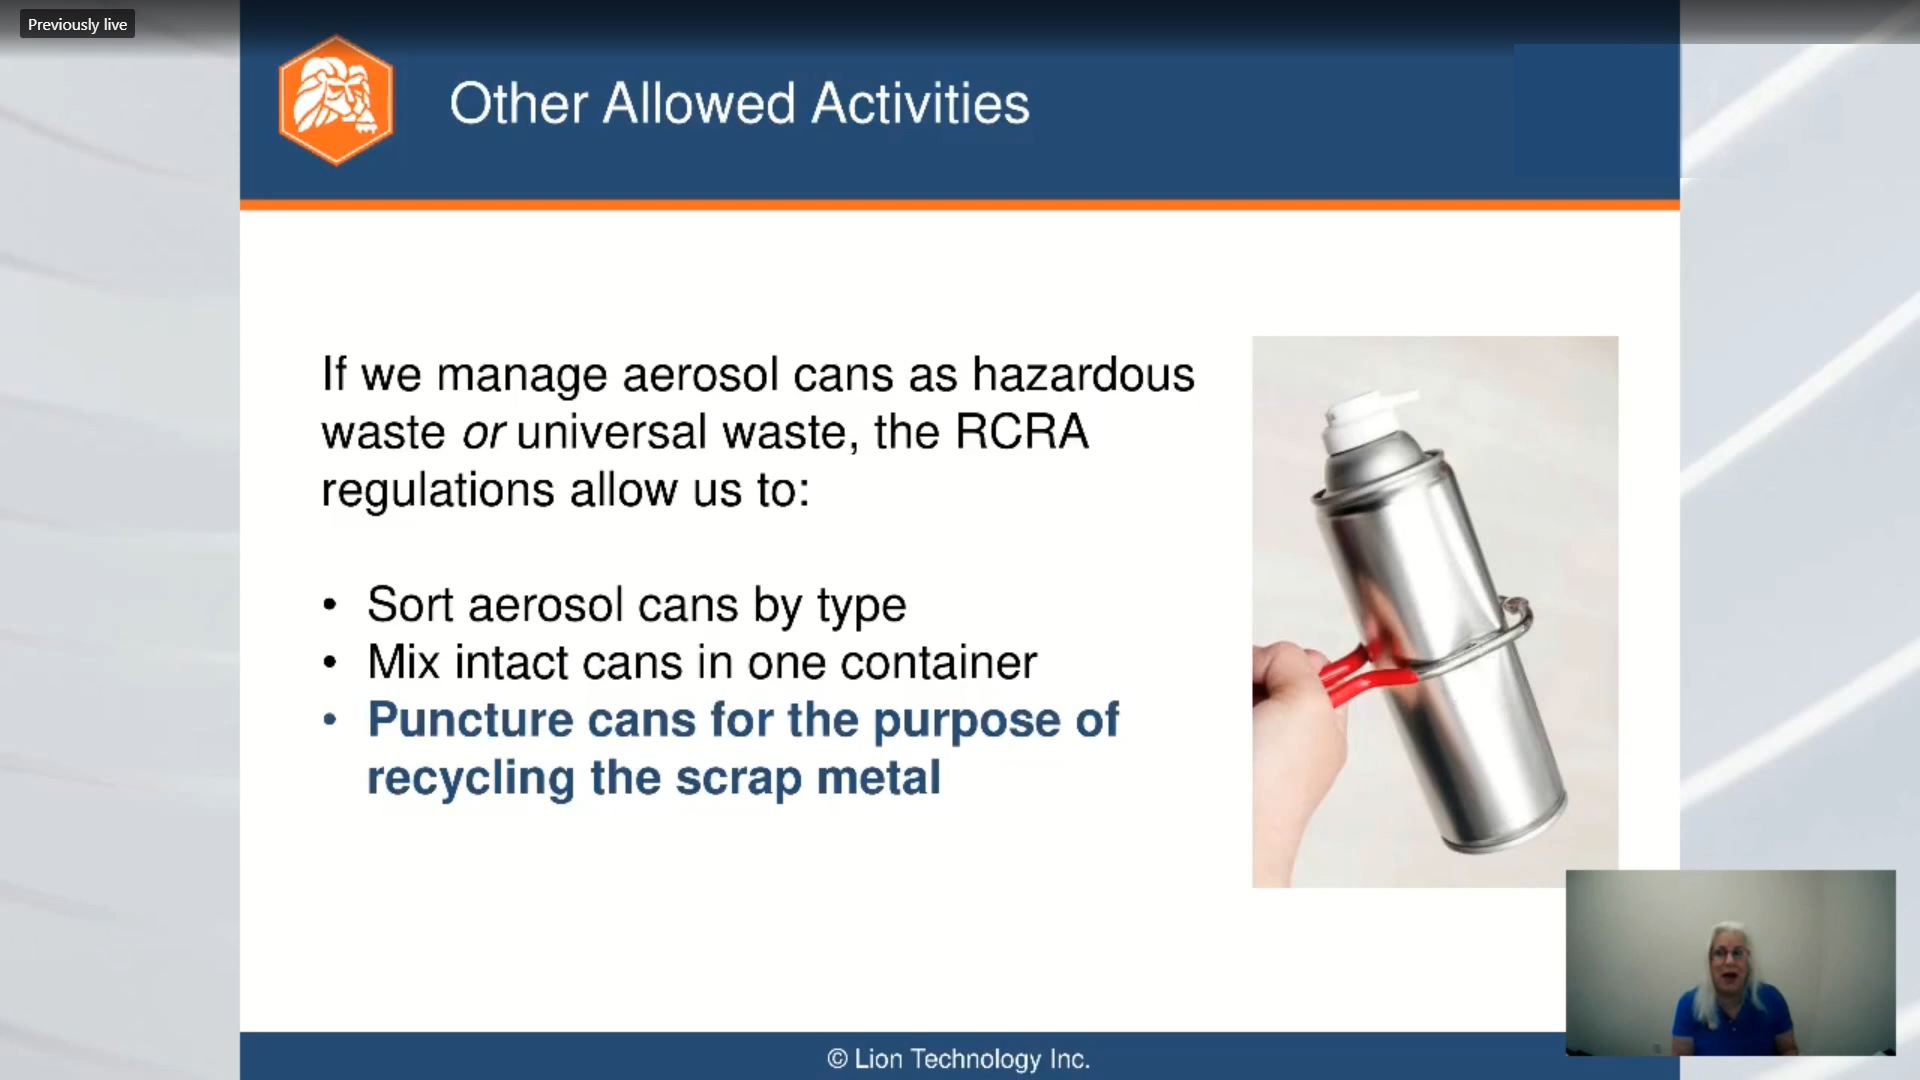 Previously live
Other Allowed Activities
If we manage aerosol cans as hazardous
waste or universal waste, the RCRA
regulations allow us to:
• Sort aerosol cans by type
• Mix intact cans in one container
• Puncture cans for the purpose of
recycling the scrap metal
© Lion Technology Inc.